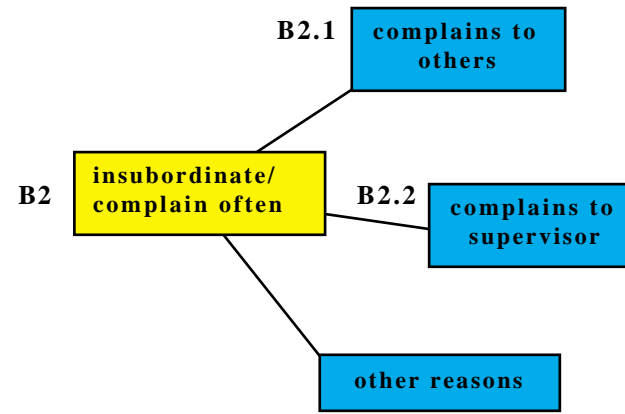 B2.1
complains to
others
B2
insubordinate/
complain often
B2.2
complains to
supervisor
other reasons